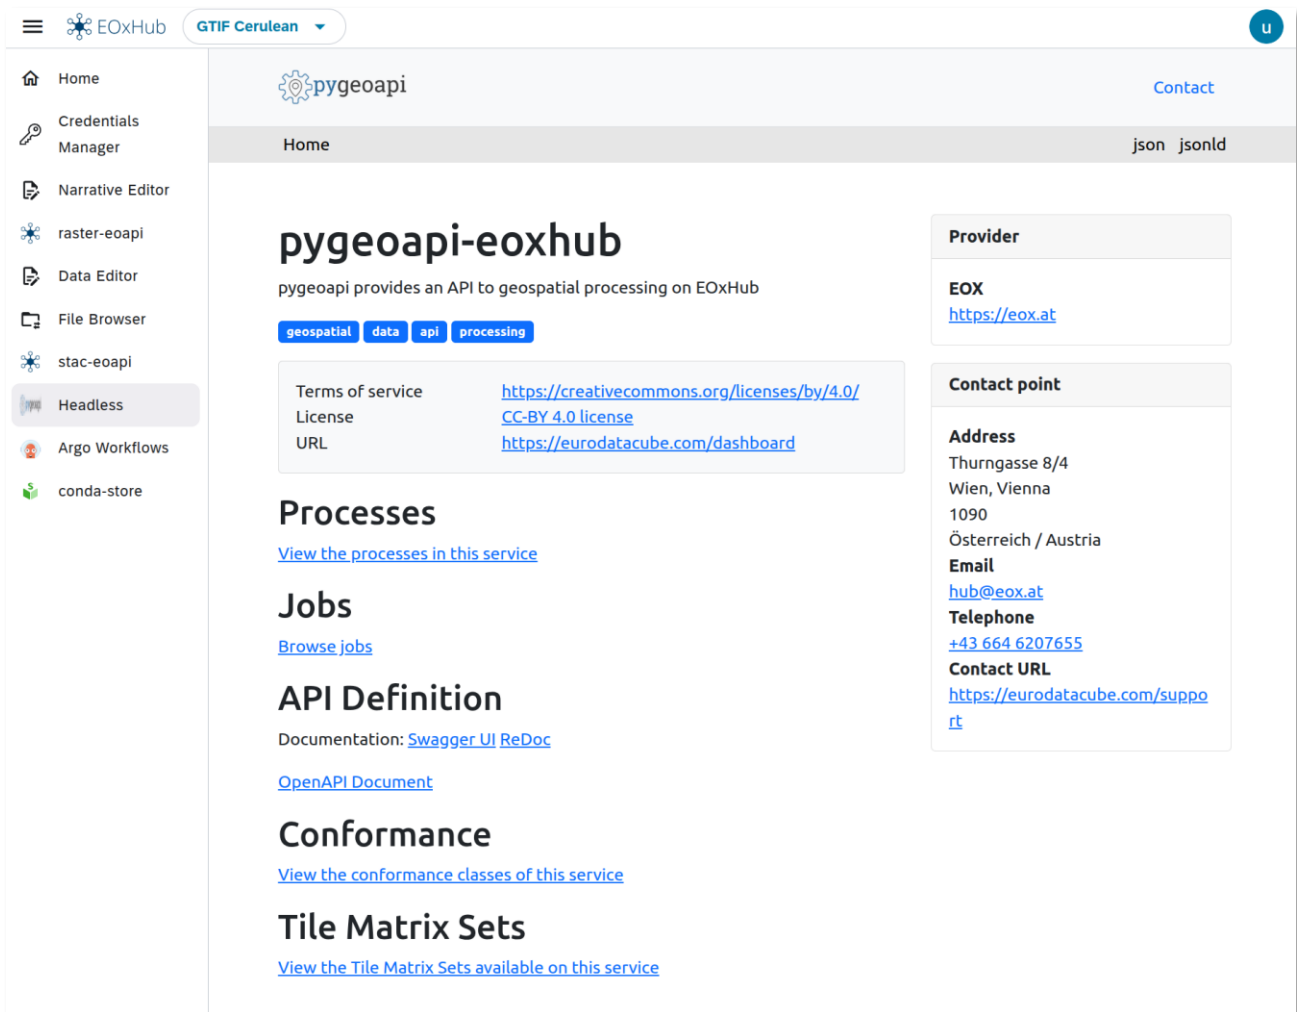 EOxHub
GTIF Cerulean
u
Home
Credentials
Manager
Narrative Editor
raster-eoapi
Data Editor
File Browser
stac-eoapi
Headless
Argo Workflows
conda-store
pygeoapi
Contact
Home
json jsonld
pygeoapi-eoxhub
pygeoapi provides an API to geospatial processing on EOxHub
geospatial data api processing
Terms of service https://creativecommons.org/licenses/by/4.0/
License CC-BY 4.0 license
URL https://eurodatacube.com/dashboard
Processes
View the processes in this service
Jobs
Browse jobs
API Definition
Documentation: Swagger UI ReDoc
OpenAPI Document
Conformance
View the conformance classes of this service
Tile Matrix Sets
View the Tile Matrix Sets available on this service
Provider
EOX
https://eox.at
Contact point
Address
Thurngasse 8/4
Wien, Vienna
1090
Österreich / Austria
Email
hub@eox.at
Telephone
+43 664 6207655
Contact URL
https://eurodatacube.com/suppo
rt